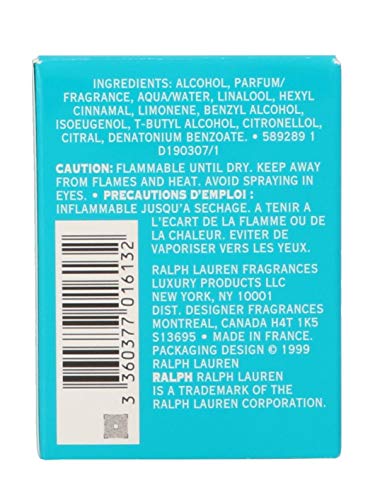 INGREDIENTS: ALCOHOL, PARFUM/
FRAGRANCE, AQUA/WATER, LINALOOL, HEXYL
CINNAMAL, LIMONENE, BENZYL ALCOHOL,
ISOEUGENOL, T-BUTYL ALCOHOL, CITRONELLOL,
CITRAL, DENATONIUM BENZOATE. • 589289 1
D190307/1
CAUTION: FLAMMABLE UNTIL DRY. KEEP AWAY
FROM FLAMES AND HEAT. AVOID SPRAYING IN
EYES. • PRECAUTIONS D'EMPLOI :
INFLAMMABLE JUSQU'A SECHAGE. A TENIR A
L'ECART DE LA FLAMME OU DE
LA CHALEUR. EVITER DE
VAPORISER VERS LES YEUX.
RALPH LAUREN FRAGRANCES
LUXURY PRODUCTS LLC
NEW YORK, NY 10001
DIST. DESIGNER FRAGRANCES
MONTREAL, CANADA H4T 1K5
S13695 • MADE IN FRANCE.
PACKAGING DESIGN © 1999
RALPH LAUREN
RALPH RALPH LAUREN
IS A TRADEMARK OF THE
RALPH LAUREN CORPORATION.
3 360377 016132